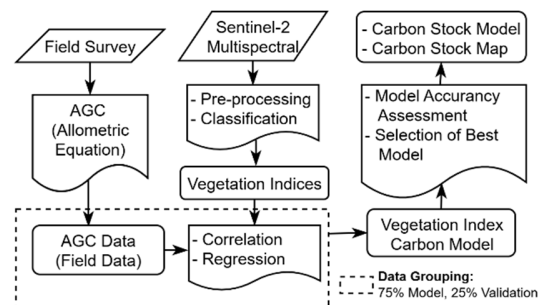 Field Survey
Sentinel-2
Multispectral
- Carbon Stock Model
- Carbon Stock Map
AGC
(Allometric
Equation)
- Pre-processing
- Classification
- Model Accurancy
Assessment
- Selection of Best
Model
Vegetation Indices
AGC Data
(Field Data)
- Correlation
- Regression
Vegetation Index
Carbon Model
Data Grouping:
75% Model, 25% Validation